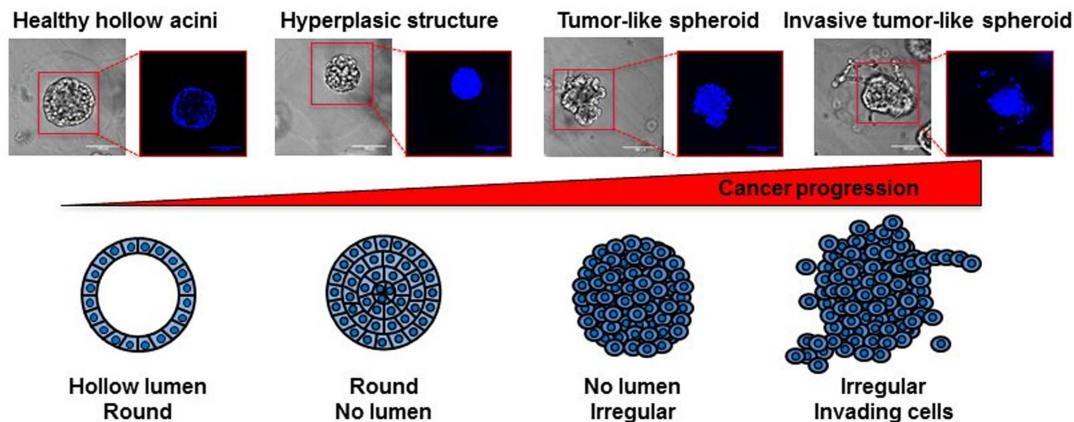 Healthy hollow acini
Hyperplasic structure
Tumor-like spheroid
Invasive tumor-like spheroid
Cancer progression
Hollow lumen
Round
Round
No lumen
No lumen
Irregular
Irregular
Invading cells